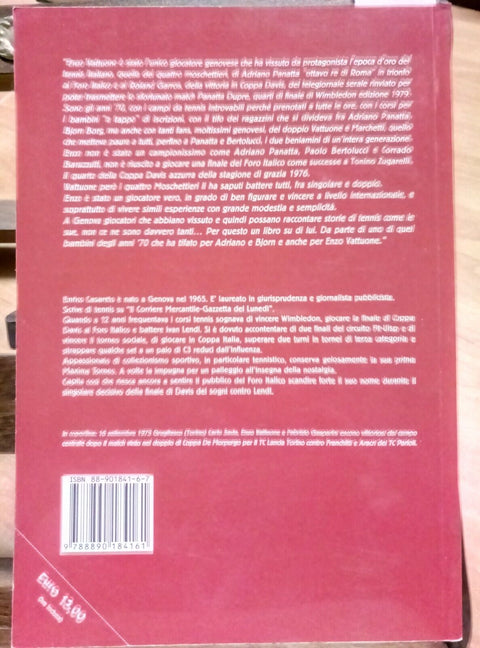 "Enzo Vattuone è stato l'unico giocatore genovese che ha vissuto da protagonista l'epoca d'oro del
tennis italiano, quella dei quattro moschettieri, di Adriano Panatta "ottavo re di Roma" in trionfo
al Foro Italico e al Roland Garros, della vittoria in Coppa Davis, del telegiornale serale rinviato per
poter trasmettere lo sfortunato match Panatta Dupre, quarti di finale di Wimbledon edizione 1979.
Sono gli anni '70, con i campi da tennis introvabili perché prenotati a tutte le ore, con i corsi per
i bambini "a tappo" di iscrizioni, con il tifo dei ragazzini che si divideva fra Adriano Panatta,
Bjorn Borg, ma anche con tanti fans, moltissimi genovesi, del doppio Vattuone e Marchetti, quello
che metteva paura a tutti, perfino a Panatta e Bertolucci, i due beniamini di un'intera generazione.
Enzo non è stato un campionissimo come Adriano Panatta, Paolo Bertolucci e Corrado
Barazzutti, non è riuscito a giocare una finale del Foro Italico come successe a Tonino Zugarelli,
il quarto della Coppa Davis azzurra della stagione di grazia 1976.
Vattuone però i quattro Moschettieri li ha saputi battere tutti, fra singolare e doppio.
Enzo è stato un giocatore vero, in grado di ben figurare e vincere a livello internazionale, e
soprattutto di vivere simili esperienze con grande modestia e semplicità.
A Genova giocatori che abbiano vissuto e quindi possano raccontare storie di tennis come le
sue, non ce ne sono davvero tanti... Per questo un libro su di lui. Da parte di uno di quei
bambini degli anni '70 che ha tifato per Adriano e Bjorn e anche per Enzo Vattuone."
Enrico Casareto è nato a Genova nel 1965. E' laureato in giurisprudenza e giornalista pubblicista.
Scrive di tennis su "Il Corriere Mercantile-Gazzetta del Lunedì".
Quando a 12 anni frequentava i corsi tennis sognava di vincere Wimbledon, giocare la finale di Coppa
Davis al Foro Italico e battere Ivan Lendl. Si è dovuto accontentare di due finali del circuito Fit-Uisp e di
vincere il torneo sociale, di giocare in Coppa Italia, superare due turni in tornei di terza categoria e
strappare qualche set a un paio di C3 reduci dall'influenza.
Appassionato di collezionismo sportivo, in particolare tennistico, conserva gelosamente la sua prima
Maxima Torneo. A volte la impugna per un palleggio all'insegna della nostalgia.
Capita così che riesca ancora a sentire il pubblico del Foro Italico scandire forte il suo nome durante il
singolare decisivo della finale di Davis dei sogni contro Lendl.
In copertina: 16 settembre 1973 Grugliasco (Torino) Carlo Saula, Enzo Vattuone e Fabrizio Gasparini escono vittoriosi dal campo
centrale dopo il match vinto nel doppio di Coppa De Morpurgo per il TC Lancia Torino contro Franchitti e Arasci del TC Parioli.
ISBN 88-901841-6-7
9 788890 184161
Euro 13,00
(iva inclusa)